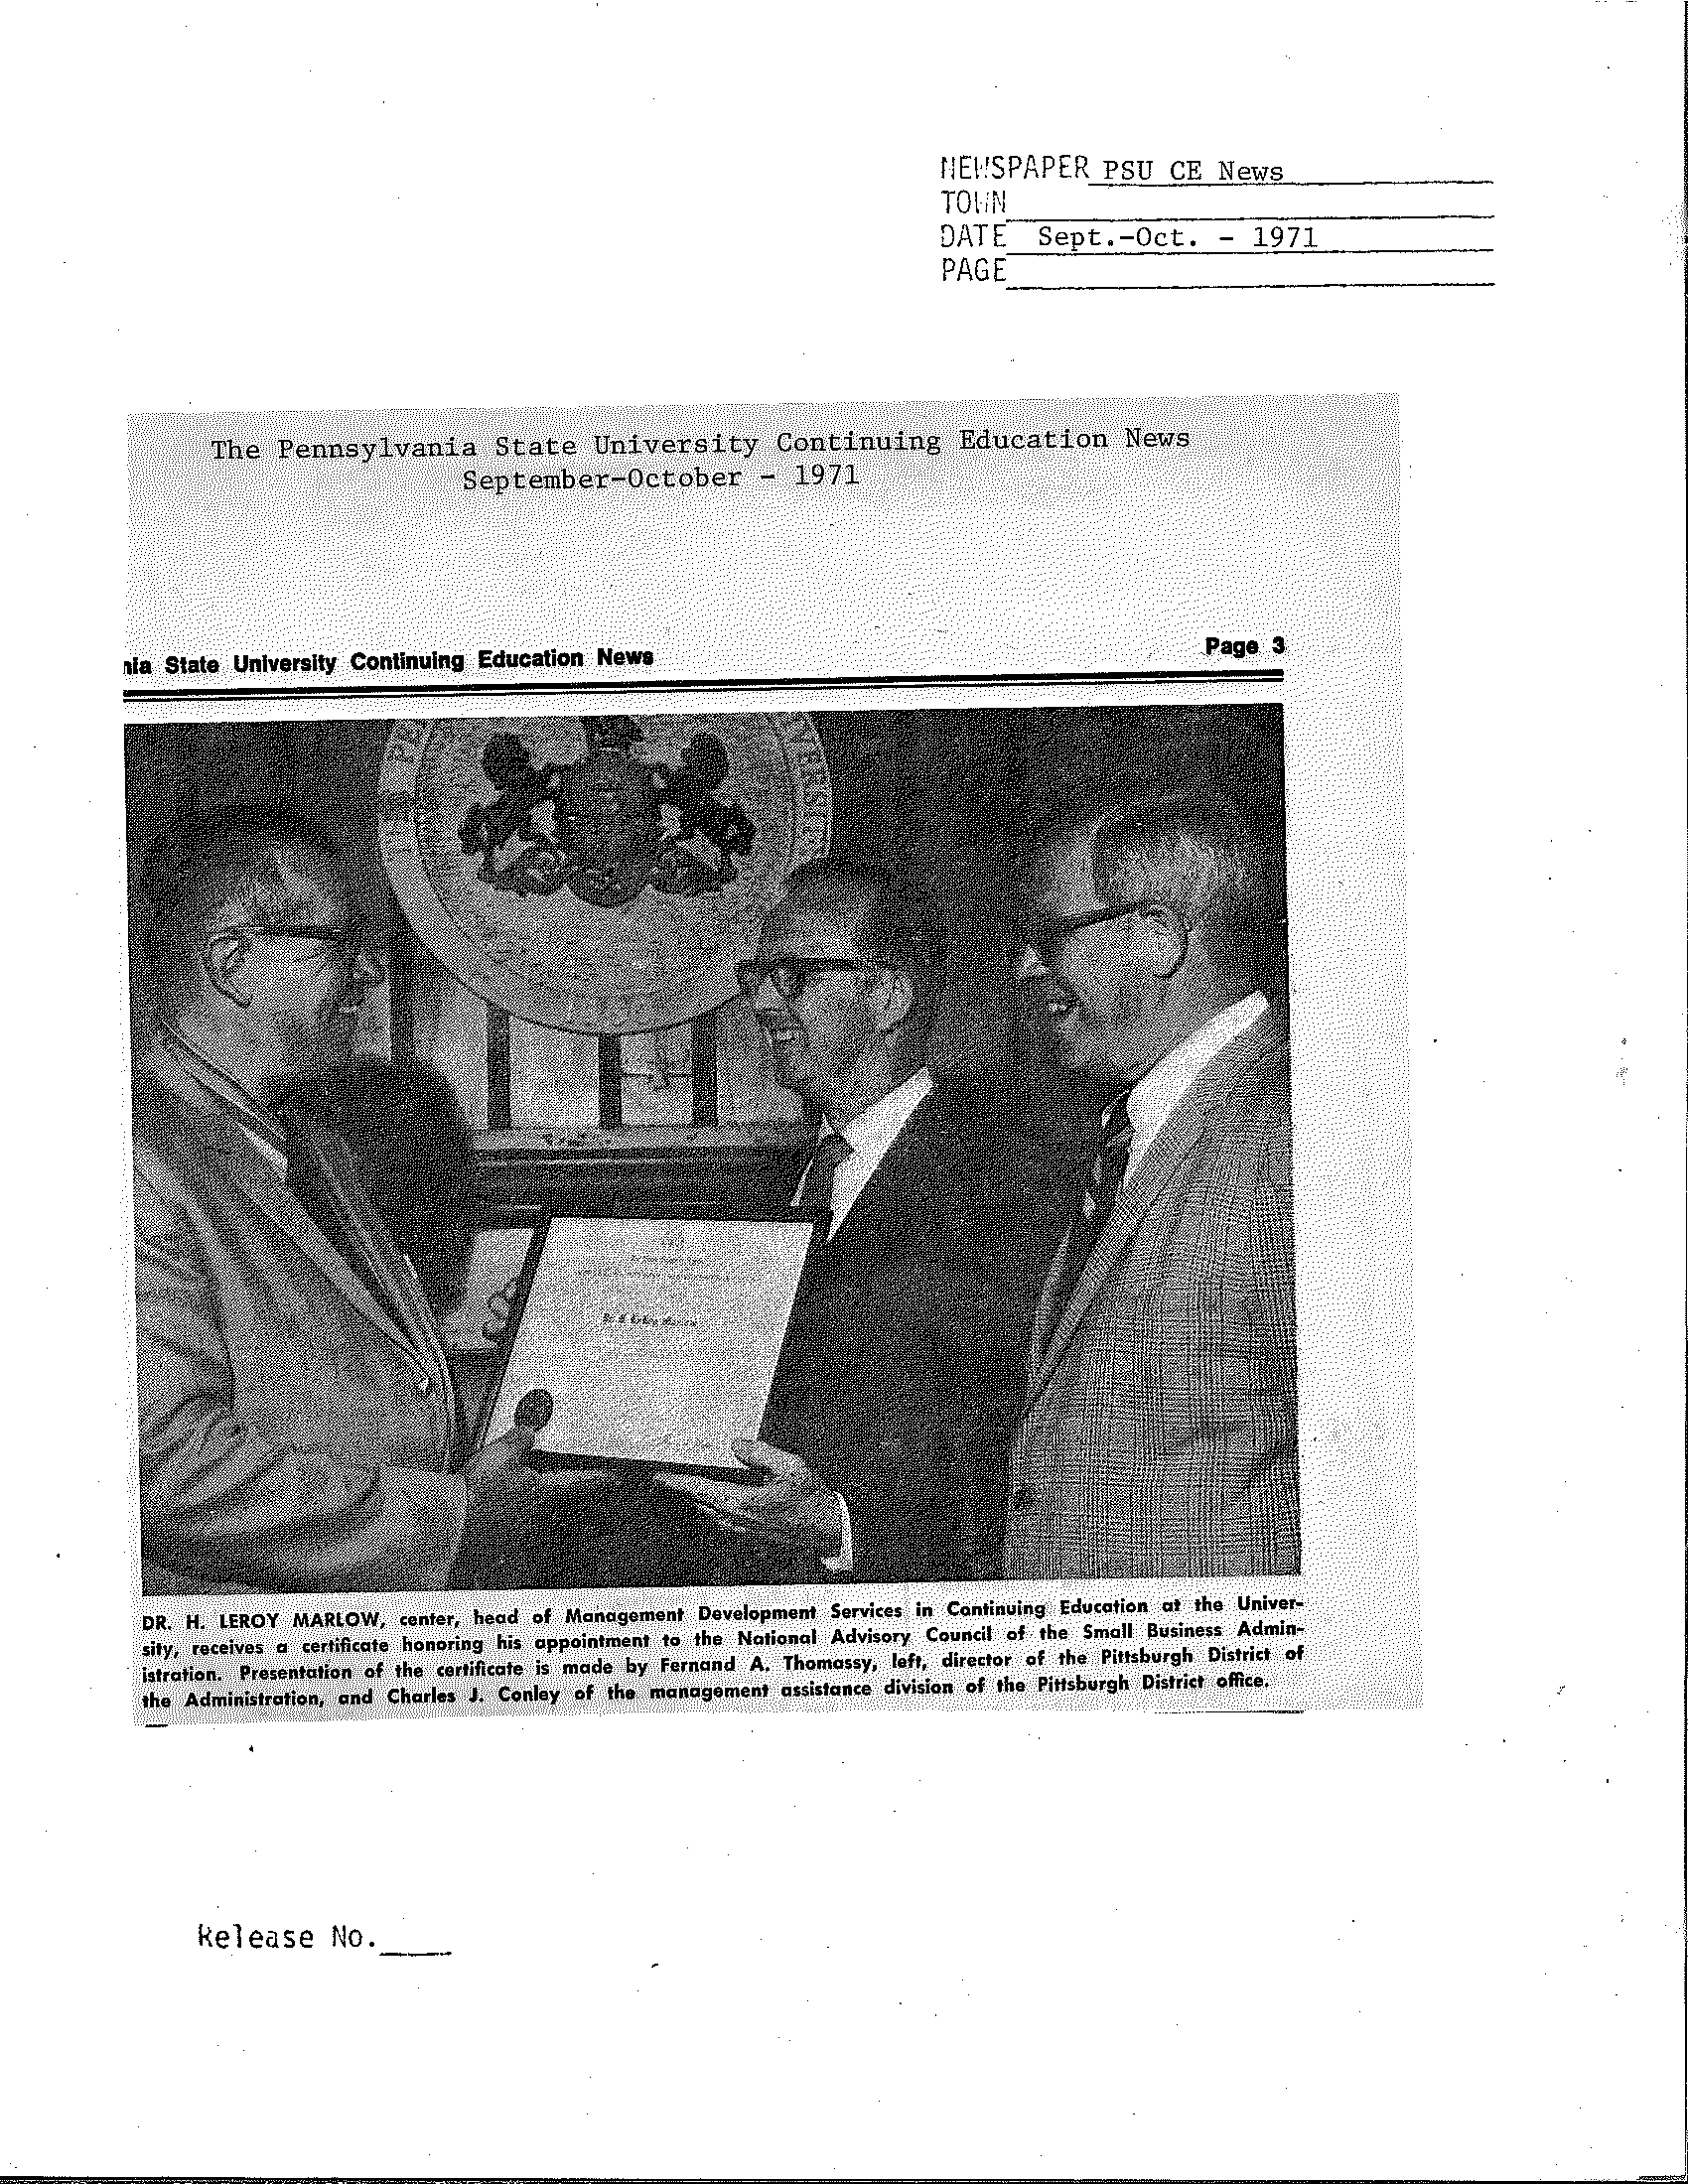 NEWSPAPER PSU CE News
TOWN
DATE Sept.-Oct. - 1971
PAGE
The Pennsylvania State University Continuing Education News
September-October - 1971
nia State University Continuing Education News Page 3
DR. H. LEROY MARLOW, center, head of Management Development Services in Continuing Education at the Univer-
sity, receives a certificate honoring his appointment to the National Advisory Council of the Small Business Admin-
istration. Presentation of the certificate is made by Fernand A. Thomassy, left, director of the Pittsburgh District of
the Administration, and Charles J. Conley of the management assistance division of the Pittsburgh District office.
Release No.